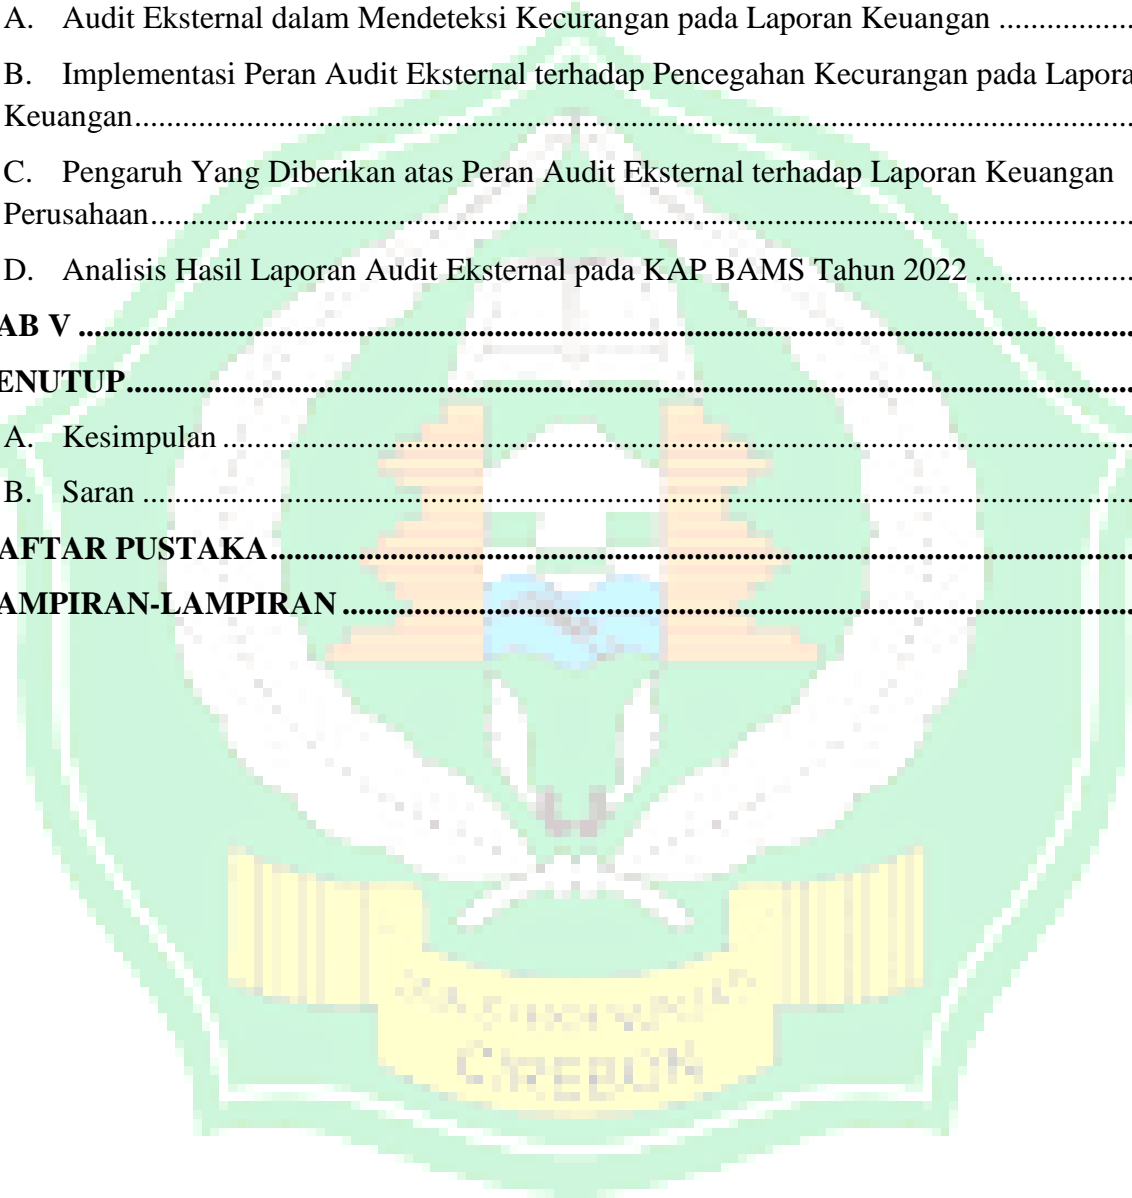 A. Audit Eksternal dalam Mendeteksi Kecurangan pada Laporan Keuangan ..................
B. Implementasi Peran Audit Eksternal terhadap Pencegahan Kecurangan pada Lapora
Keuangan..............................................................................................................................
C. Pengaruh Yang Diberikan atas Peran Audit Eksternal terhadap Laporan Keuangan
Perusahaan............................................................................................................................
D. Analisis Hasil Laporan Audit Eksternal pada KAP BAMS Tahun 2022 ....................
AB V .....................................................................................................................................
ENUTUP...............................................................................................................................
A. Kesimpulan ...................................................................................................................
B. Saran .............................................................................................................................
AFTAR PUSTAKA.............................................................................................................
AMPIRAN-LAMPIRAN ....................................................................................................
CIREBON